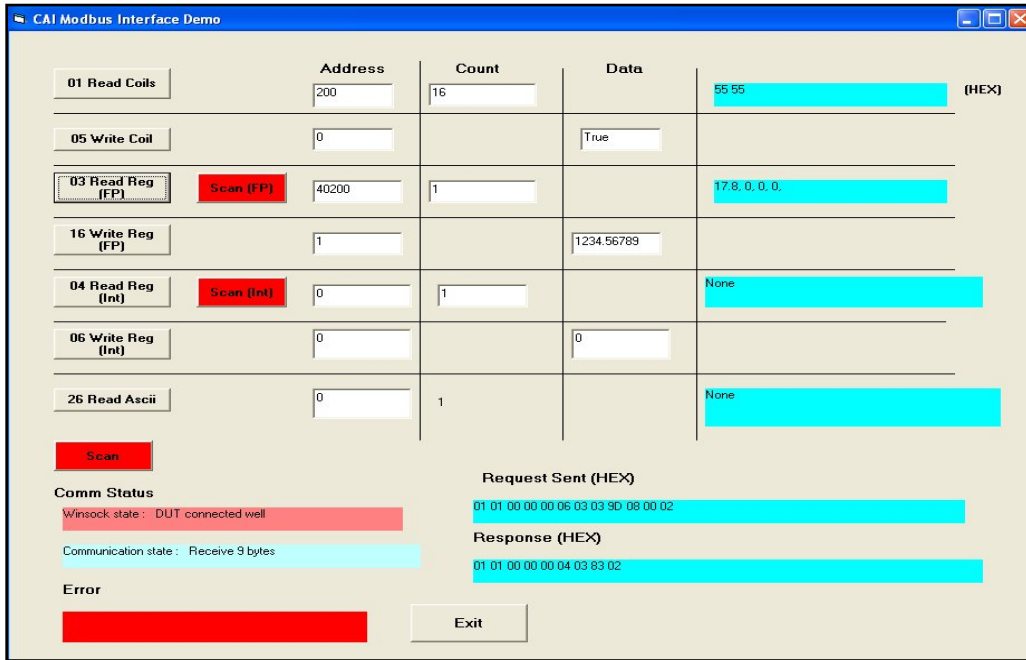 CAI Modbus Interface Demo
Address Count Data
01 Read Coils 200 16 55 55 (HEX)
05 Write Coil 0 True
03 Read Reg (FP) Scan (FP) 40200 1 17.8, 0, 0, 0,
16 Write Reg (FP) 1 1234.56789
04 Read Reg (Int) Scan (Int) 0 1 None
06 Write Reg (Int) 0 0
26 Read Ascii 0 1 None
Scan
Request Sent (HEX)
Comm Status
01 01 00 00 00 06 03 03 9D 08 00 02
Winsock state : DUT connected well
Response (HEX)
Communication state : Receive 9 bytes
01 01 00 00 00 04 03 83 02
Error
Exit